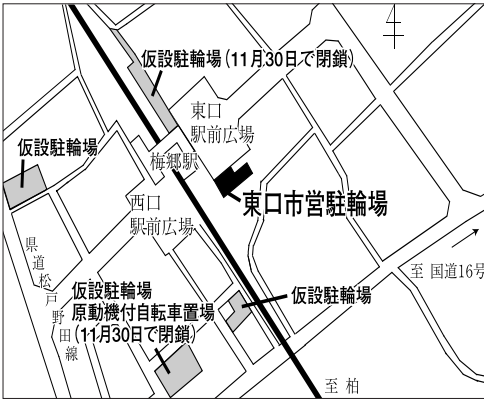 仮設駐輪場(11月30日で閉鎖)
東口
駅前広場
仮設駐輪場
梅郷駅
東口市営駐輪場
西口
駅前広場
県道松戸野田線
至 国道16号
仮設駐輪場
原動機付自転車置場
(11月30日で閉鎖)
仮設駐輪場
至 柏